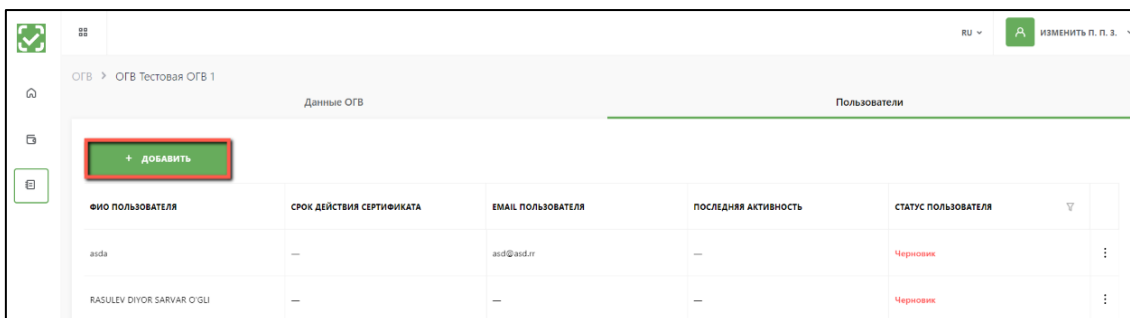 RU
ИЗМЕНИТЬ П. П. З.
ОГВ > ОГВ Тестовая ОГВ 1
Данные ОГВ
Пользователи
+ ДОБАВИТЬ
ФИО ПОЛЬЗОВАТЕЛЯ СРОК ДЕЙСТВИЯ СЕРТИФИКАТА EMAIL ПОЛЬЗОВАТЕЛЯ ПОСЛЕДНЯЯ АКТИВНОСТЬ СТАТУС ПОЛЬЗОВАТЕЛЯ
asda — asd@asd.rr — Черновик
RASULEV DIYOR SARVAR O'GLI — — — Черновик